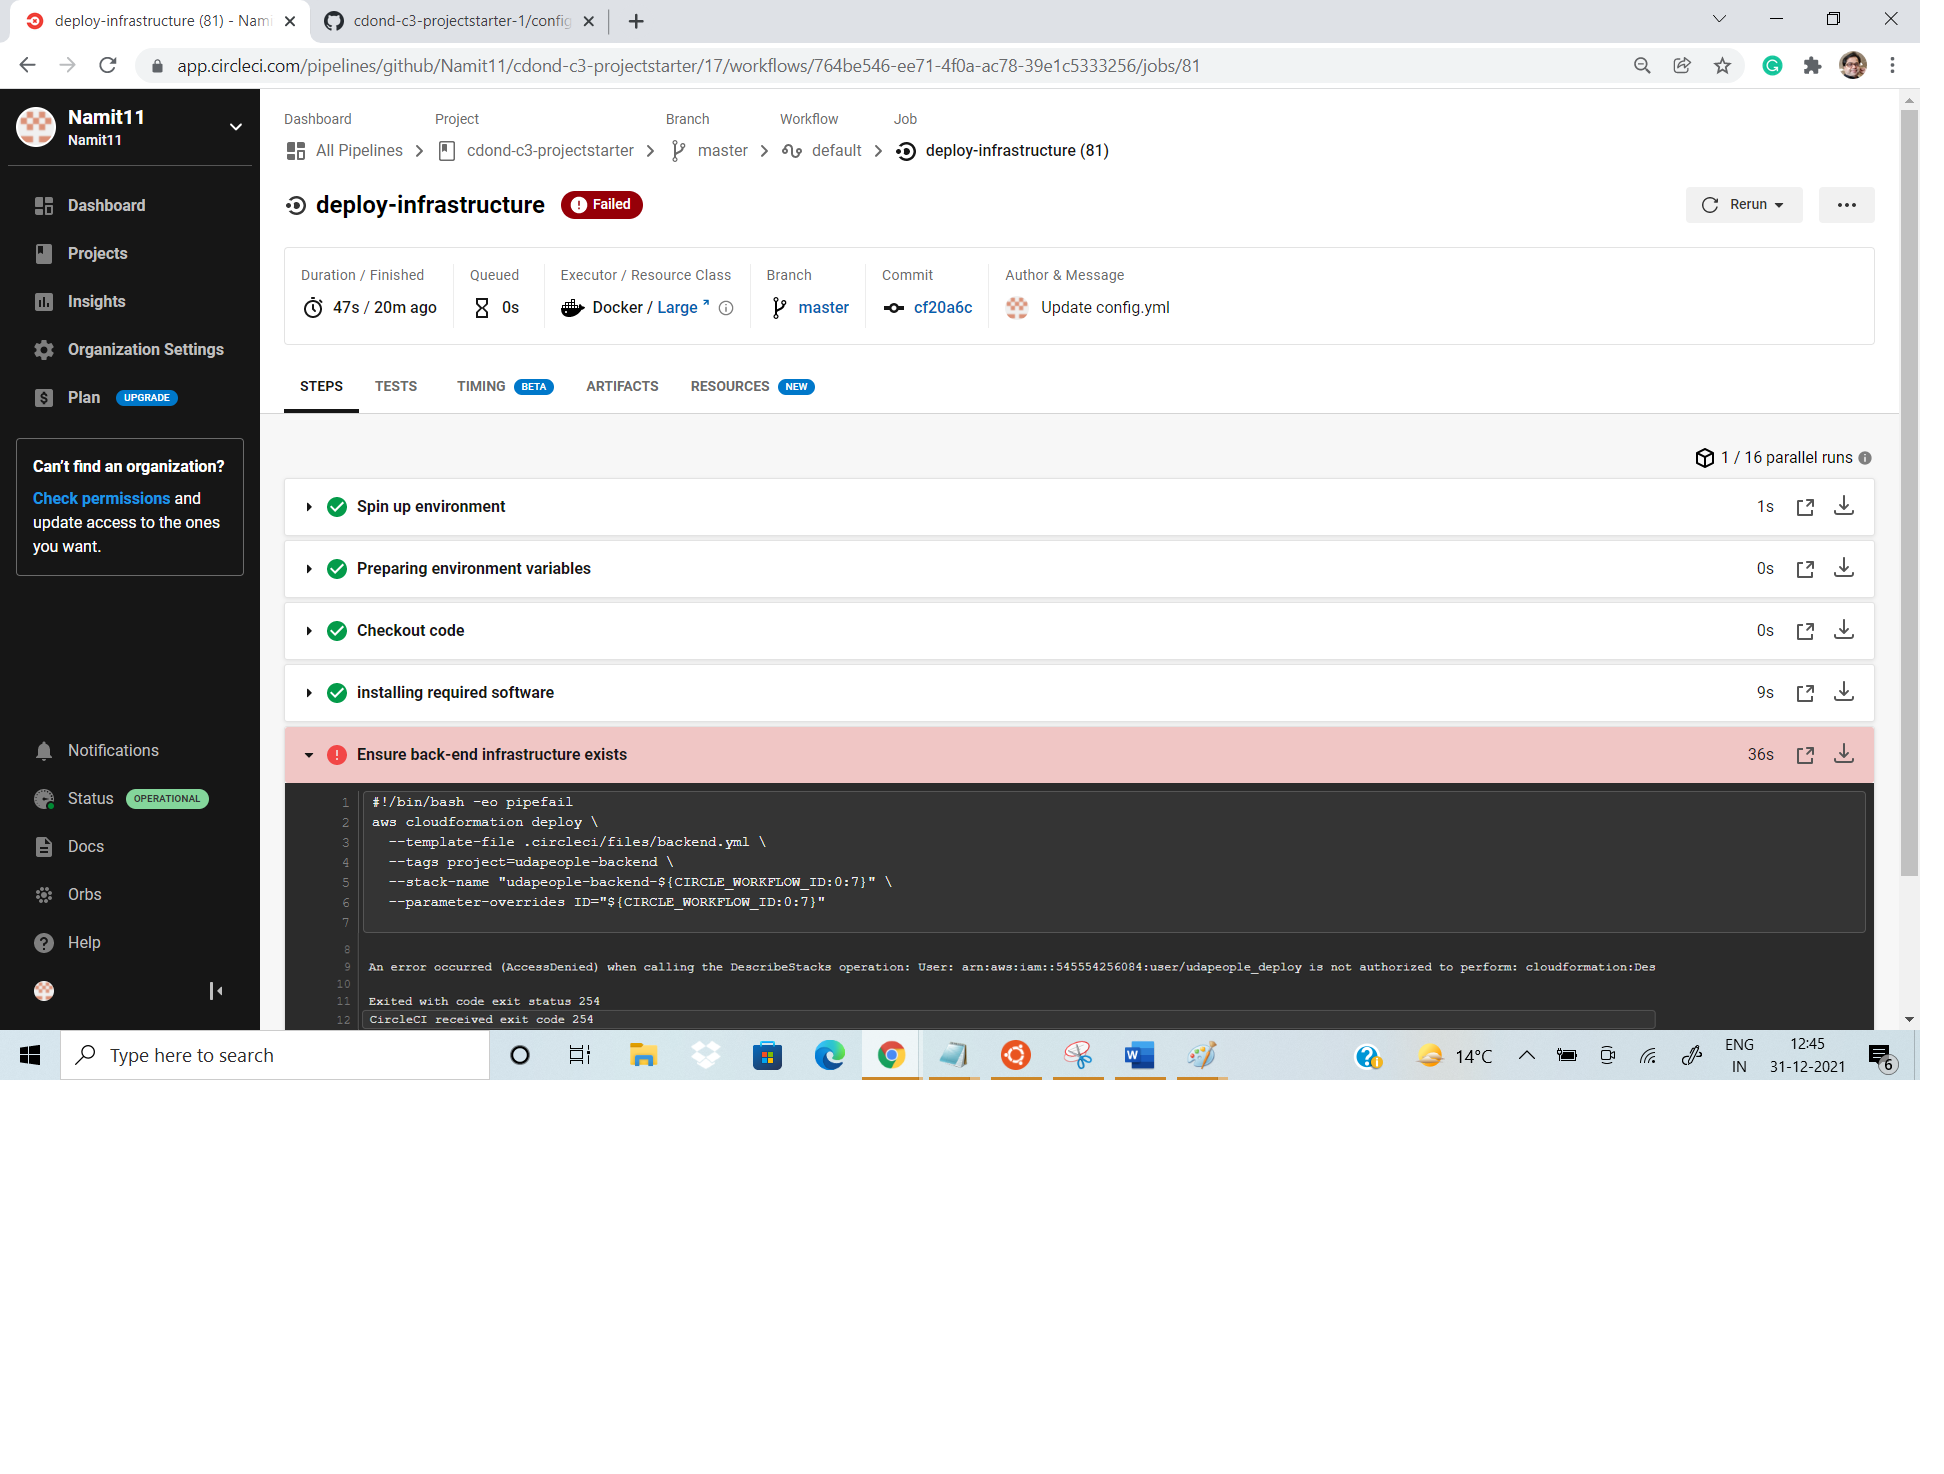 deploy-infrastructure (81) - Nami
cdond-c3-projectstarter-1/config
app.circleci.com/pipelines/github/Namit11/cdond-c3-projectstarter/17/workflows/764be546-ee71-4f0a-ac78-39e1c5333256/jobs/81
Namit11
Namit11
Dashboard
Projects
Insights
Organization Settings
Plan UPGRADE
Can't find an organization?
Check permissions and
update access to the ones
you want.
Notifications
Status OPERATIONAL
Docs
Orbs
Help
Dashboard Project Branch Workflow Job
All Pipelines cdond-c3-projectstarter master default deploy-infrastructure (81)
deploy-infrastructure Failed
Rerun
Duration / Finished Queued Executor / Resource Class Branch Commit Author & Message
47s / 20m ago 0s Docker / Large master cf20a6c Update config.yml
STEPS TESTS TIMING BETA ARTIFACTS RESOURCES NEW
1 / 16 parallel runs
Spin up environment 1s
Preparing environment variables 0s
Checkout code 0s
installing required software 9s
Ensure back-end infrastructure exists 36s
1 #!/bin/bash -eo pipefail
2 aws cloudformation deploy \
3 --template-file .circleci/files/backend.yml \
4 --tags project=udapeople-backend \
5 --stack-name "udapeople-backend-${CIRCLE_WORKFLOW_ID:0:7}" \
6 --parameter-overrides ID="${CIRCLE_WORKFLOW_ID:0:7}"
7
8
9 An error occurred (AccessDenied) when calling the DescribeStacks operation: User: arn:aws:iam::545554256084:user/udapeople_deploy is not authorized to perform: cloudformation:Des
10
11 Exited with code exit status 254
12 CircleCI received exit code 254
Type here to search
14°C
ENG
IN
12:45
31-12-2021
6